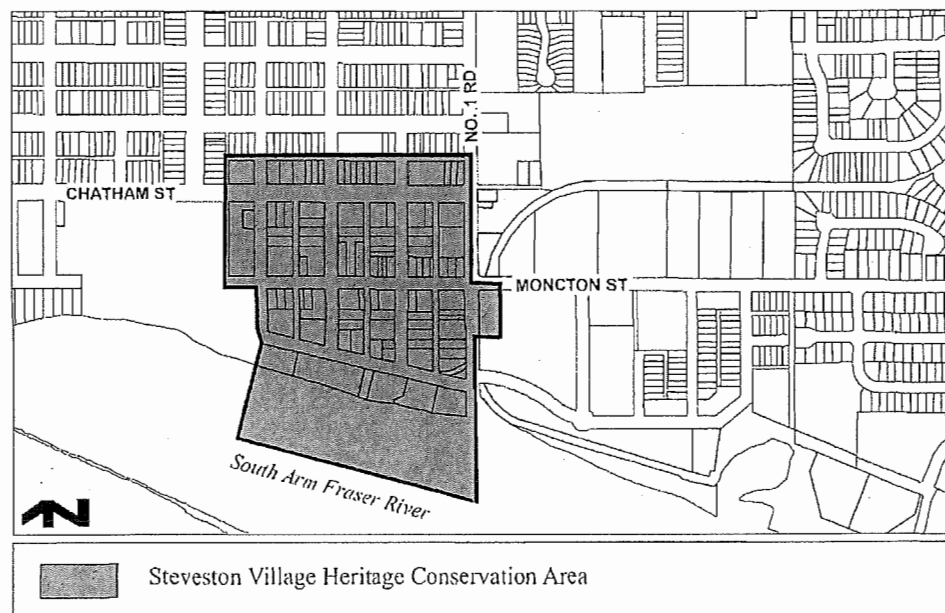 NO. 1 RD
CHATHAM ST
MONCTON ST
South Arm Fraser River
N
Steveston Village Heritage Conservation Area